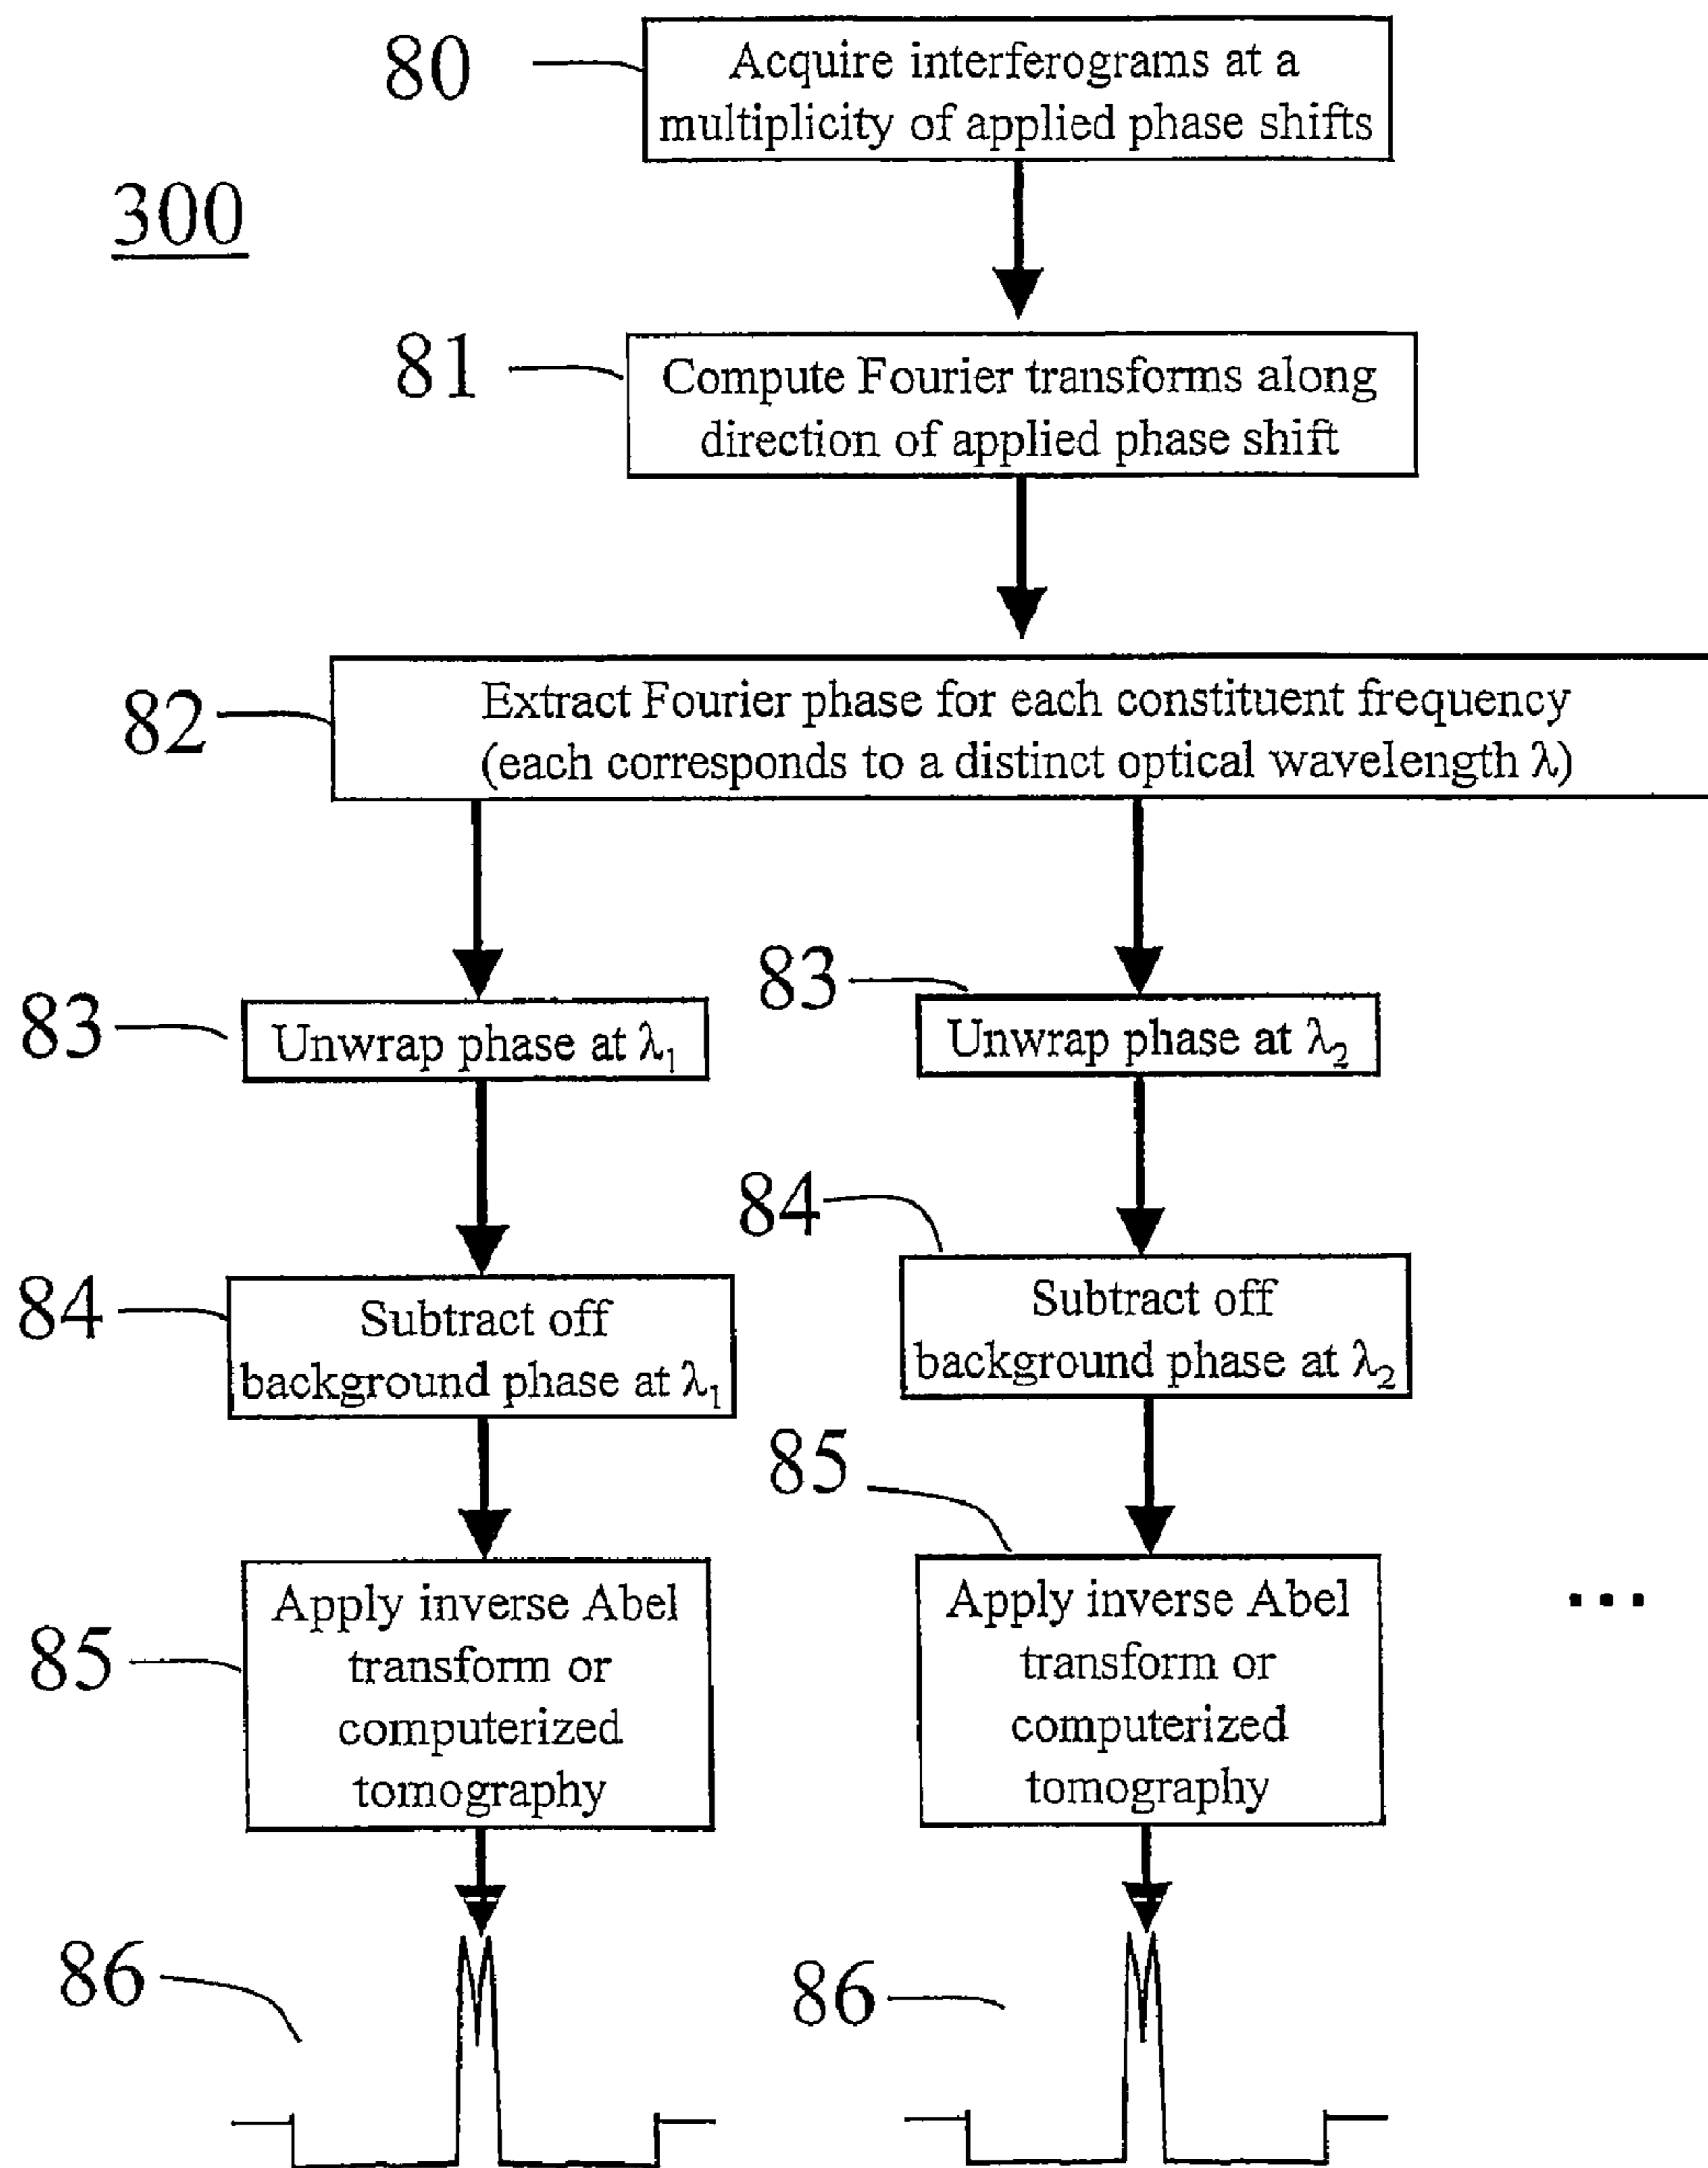 80
Acquire interferograms at a
multiplicity of applied phase shifts
300
81
Compute Fourier transforms along
direction of applied phase shift
82
Extract Fourier phase for each constituent frequency
(each corresponds to a distinct optical wavelength λ)
83
Unwrap phase at λ₁
83
Unwrap phase at λ₂
84
Subtract off
background phase at λ₁
84
Subtract off
background phase at λ₂
85
Apply inverse Abel
transform or
computerized
tomography
85
Apply inverse Abel
transform or
computerized
tomography
...
86
86